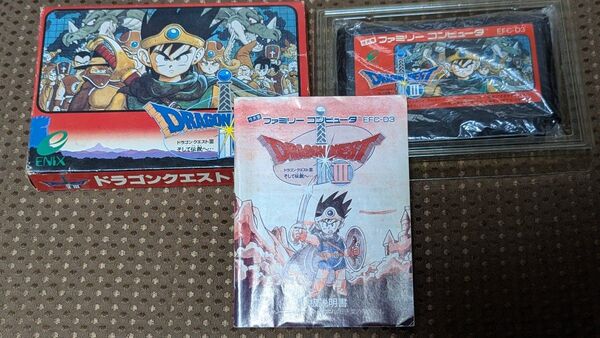 DRAGON
ENIX
ドラゴンクエストIII
そして伝説へ…
III ドラゴンクエスト
ファミリー コンピュータ EFC-D3
DRAGON QUEST
III
ファミリー コンピュータ EFC-D3
DRAGON QUEST
III
ドラゴンクエストIII
そして伝説へ…
説明書